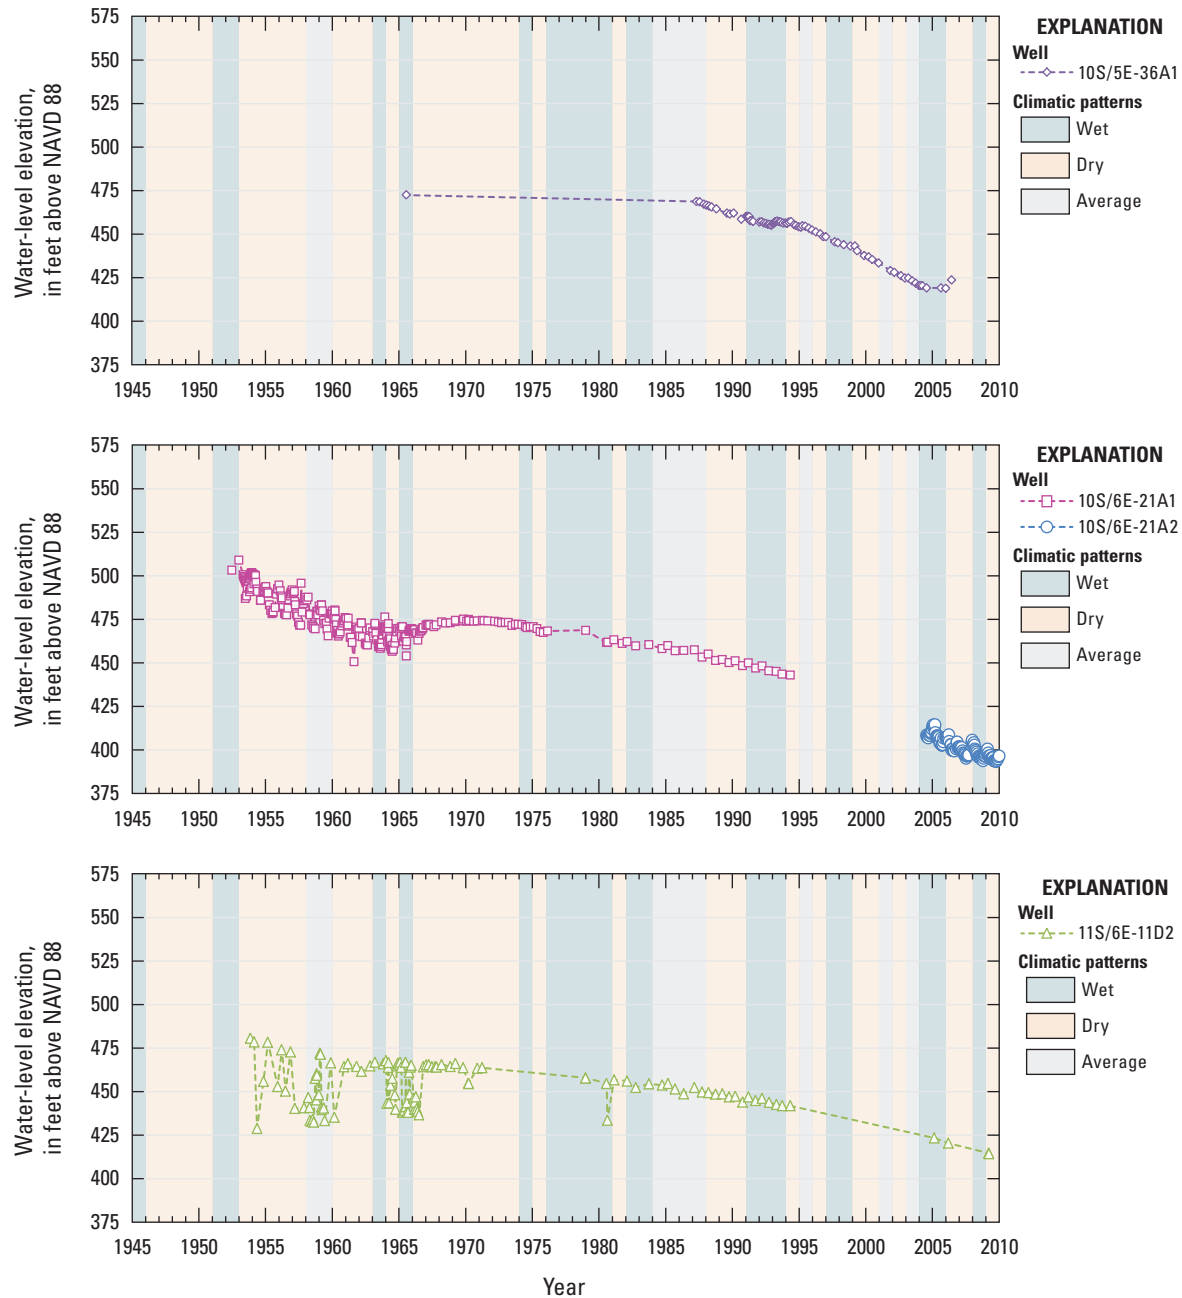 575
550
525
500
475
450
425
400
375
Water-level elevation,
in feet above NAVD 88
1945 1950 1955 1960 1965 1970 1975 1980 1985 1990 1995 2000 2005 2010
EXPLANATION
Well
10S/5E-36A1
Climatic patterns
Wet
Dry
Average
575
550
525
500
475
450
425
400
375
Water-level elevation,
in feet above NAVD 88
1945 1950 1955 1960 1965 1970 1975 1980 1985 1990 1995 2000 2005 2010
EXPLANATION
Well
10S/6E-21A1
10S/6E-21A2
Climatic patterns
Wet
Dry
Average
575
550
525
500
475
450
425
400
375
Water-level elevation,
in feet above NAVD 88
1945 1950 1955 1960 1965 1970 1975 1980 1985 1990 1995 2000 2005 2010
Year
EXPLANATION
Well
11S/6E-11D2
Climatic patterns
Wet
Dry
Average